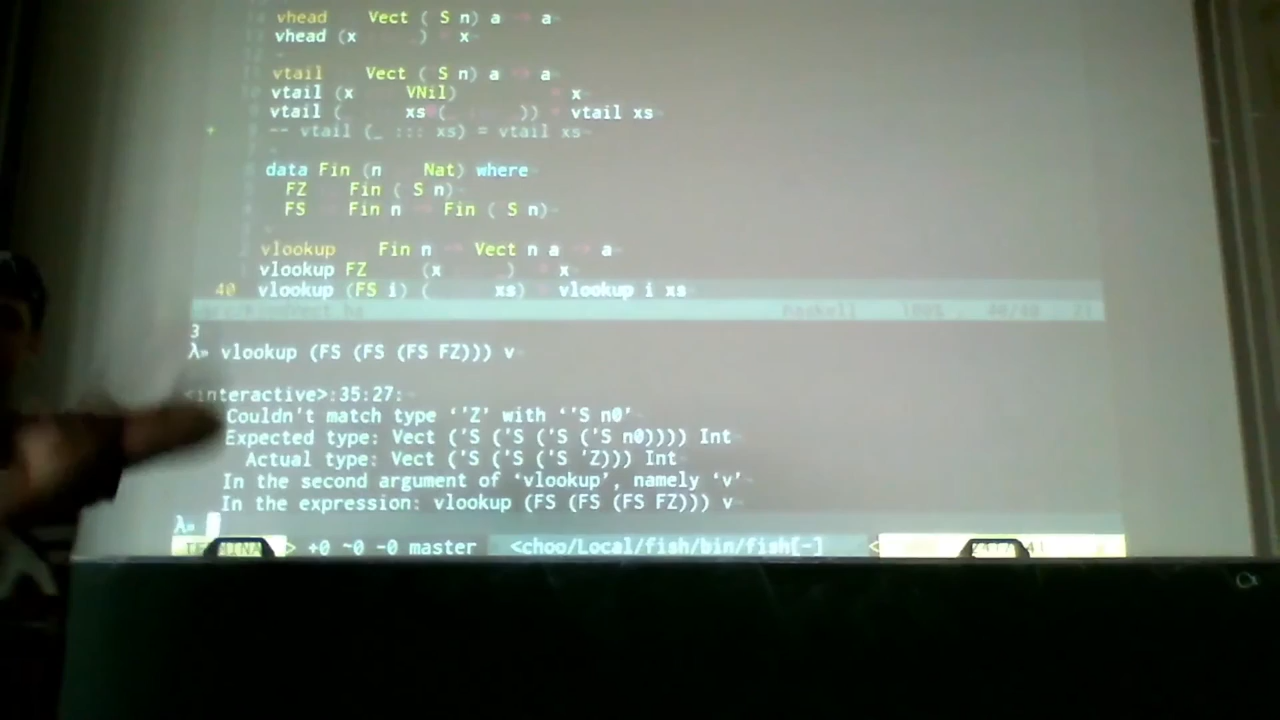 vhead Vect ( S n) a a
vhead (x ) x
vtail Vect ( S n) a a
vtail (x VNil) x
vtail ( xs (_ )) vtail xs
-- vtail (_ ::: xs) = vtail xs
data Fin (n Nat) where
FZ Fin ( S n)
FS Fin n Fin ( S n)
vlookup Fin n Vect n a a
vlookup FZ (x ) x
40 vlookup (FS i) ( xs) vlookup i xs
haskell 100%
3
λ= vlookup (FS (FS (FS FZ))) v
<interactive>:35:27:
Couldn't match type ‘'Z’ with ‘'S n0’
Expected type: Vect ('S ('S ('S ('S n0)))) Int
Actual type: Vect ('S ('S ('S 'Z))) Int
In the second argument of ‘vlookup’, namely ‘v’
In the expression: vlookup (FS (FS (FS FZ))) v
λ=
> +0 ~0 -0 master <choo/Local/fish/bin/fish[-] <